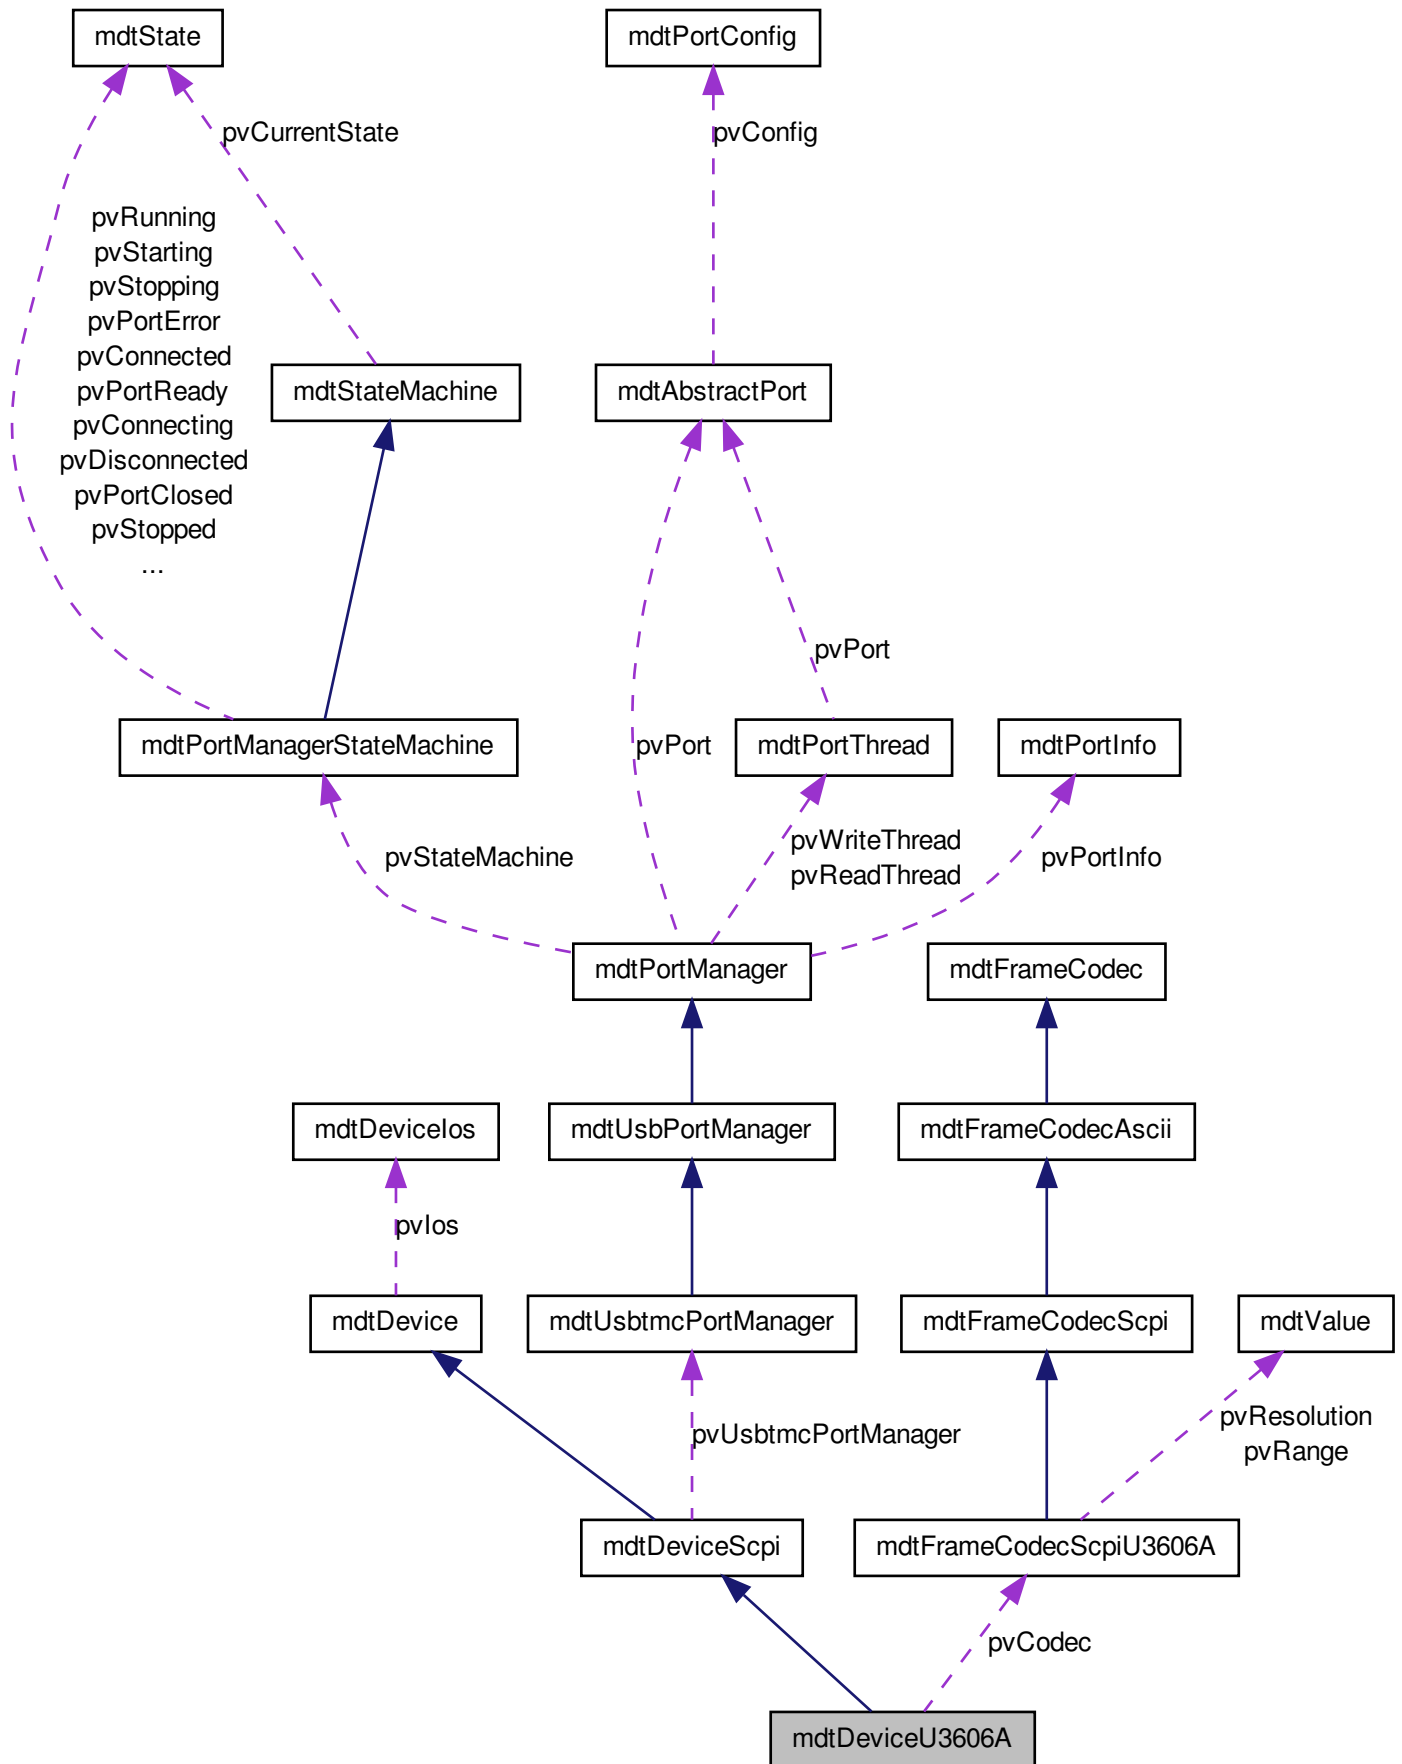 mdtState
mdtPortConfig
pvCurrentState
pvConfig
pvRunning
pvStarting
pvStopping
pvPortError
pvConnected
pvPortReady
pvConnecting
pvDisconnected
pvPortClosed
pvStopped
...
mdtStateMachine
mdtAbstractPort
pvPort
mdtPortManagerStateMachine
pvPort
mdtPortThread
mdtPortInfo
pvStateMachine
pvWriteThread
pvReadThread
pvPortInfo
mdtPortManager
mdtFrameCodec
mdtDeviceIos
mdtUsbPortManager
mdtFrameCodecAscii
pvIos
mdtDevice
mdtUsbtmcPortManager
mdtFrameCodecScpi
mdtValue
pvUsbtmcPortManager
pvResolution
pvRange
mdtDeviceScpi
mdtFrameCodecScpiU3606A
pvCodec
mdtDeviceU3606A